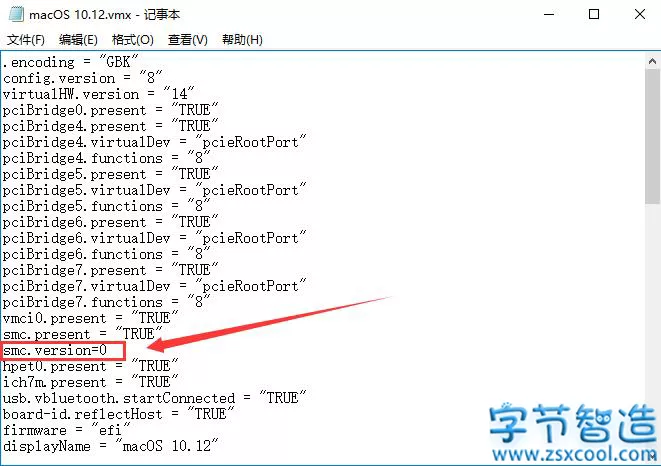 macOS 10.12.vmx - 记事本
文件(F) 编辑(E) 格式(O) 查看(V) 帮助(H)
.encoding = "GBK"
config.version = "8"
virtualHW.version = "14"
pciBridge0.present = "TRUE"
pciBridge4.present = "TRUE"
pciBridge4.virtualDev = "pcieRootPort"
pciBridge4.functions = "8"
pciBridge5.present = "TRUE"
pciBridge5.virtualDev = "pcieRootPort"
pciBridge5.functions = "8"
pciBridge6.present = "TRUE"
pciBridge6.virtualDev = "pcieRootPort"
pciBridge6.functions = "8"
pciBridge7.present = "TRUE"
pciBridge7.virtualDev = "pcieRootPort"
pciBridge7.functions = "8"
vmci0.present = "TRUE"
smc.present = "TRUE"
smc.version=0
hpet0.present = "TRUE"
ich7m.present = "TRUE"
usb.vbluetooth.startConnected = "TRUE"
board-id.reflectHost = "TRUE"
firmware = "efi"
displayName = "macOS 10.12"
字节智造
www.zsxcool.com